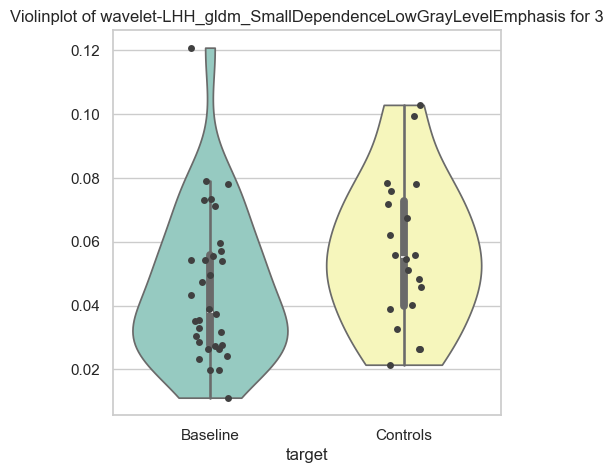 Violinplot of wavelet-LHH_gldm_SmallDependenceLowGrayLevelEmphasis for 3
0.12
0.10
0.08
0.06
0.04
0.02
Baseline
Controls
target